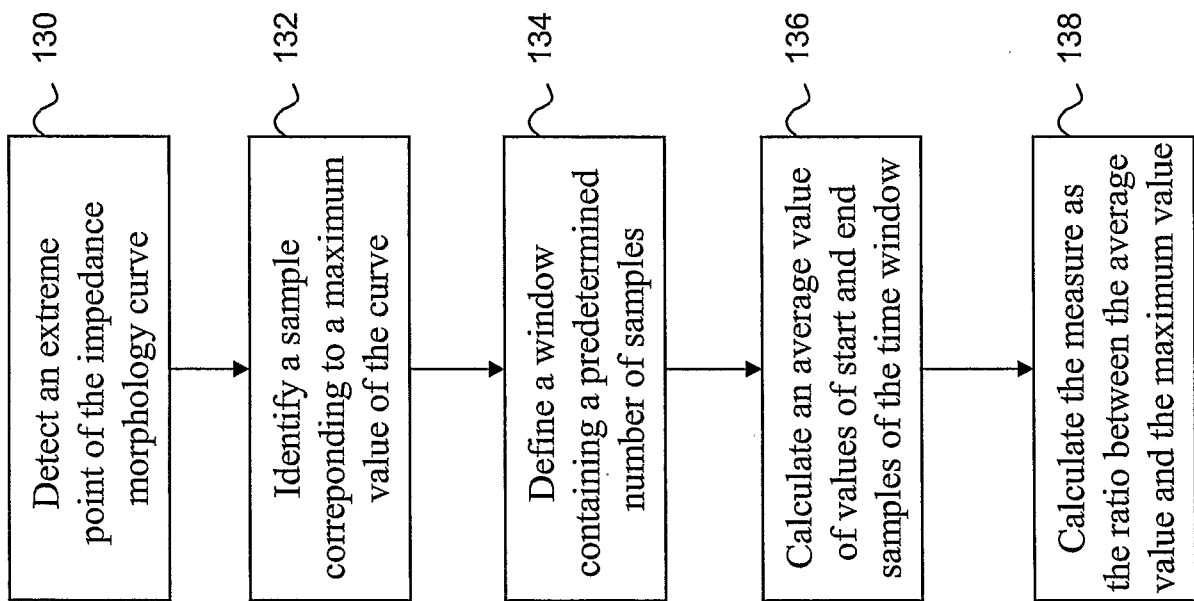 130
Detect an extreme
point of the impedance
morphology curve
132
Identify a sample
correponding to a maximum
value of the curve
134
Define a window
containing a predetermined
number of samples
136
Calculate an average value
of values of start and end
samples of the time window
138
Calculate the measure as
the ratio between the average
value and the maximum value